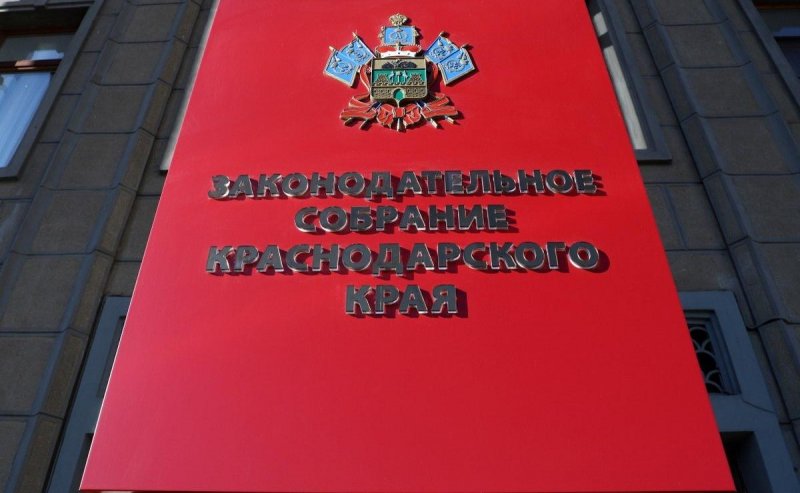 ЗАКОНОДАТЕЛЬНОЕ
СОБРАНИЕ
КРАСНОДАРСКОГО
КРАЯ